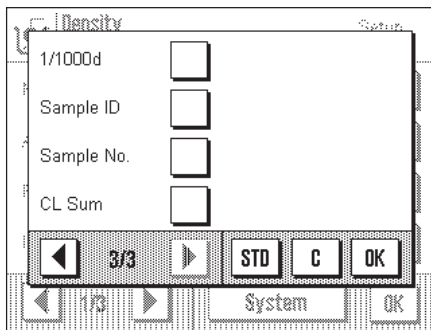 Density Setup
1/1000d
Sample ID
Sample No.
CL Sum
3/3 STD C OK
1/3 System OK